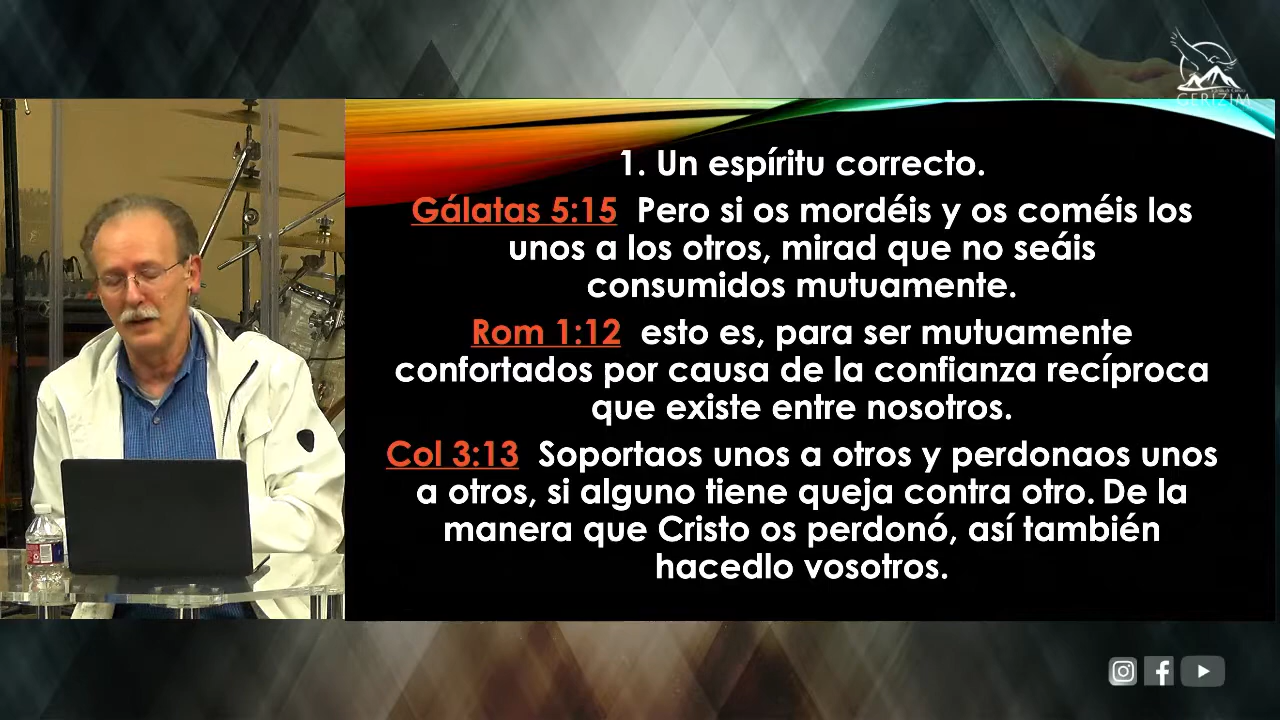 GERIZIM
1. Un espíritu correcto.
Gálatas 5:15 Pero si os mordéis y os coméis los
unos a los otros, mirad que no seáis
consumidos mutuamente.
Rom 1:12 esto es, para ser mutuamente
confortados por causa de la confianza recíproca
que existe entre nosotros.
Col 3:13 Soportaos unos a otros y perdonaos unos
a otros, si alguno tiene queja contra otro. De la
manera que Cristo os perdonó, así también
hacedlo vosotros.